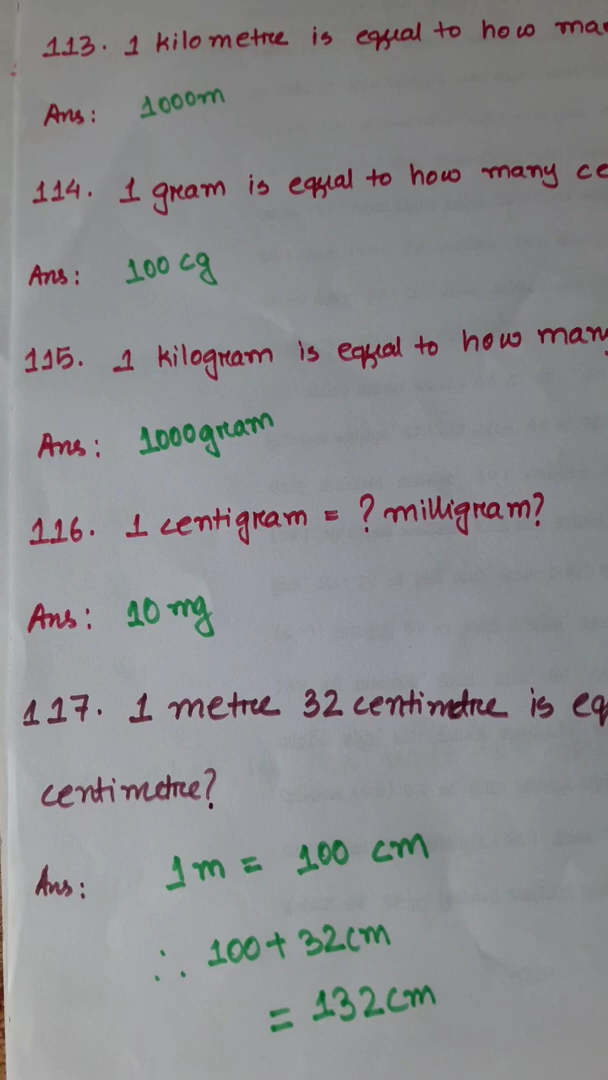 113. 1 kilometre is equal to how
Ans: 1000m
114. 1 gram is equal to how many
Ans: 100 cg
115. 1 kilogram is equal to how many
Ans: 1000gram
116. 1 centigram = ? milligram?
Ans: 10 mg
117. 1 metre 32 centimetre is
centimetre?
Ans: 1m = 100 cm
∴ 100 + 32cm
= 132cm